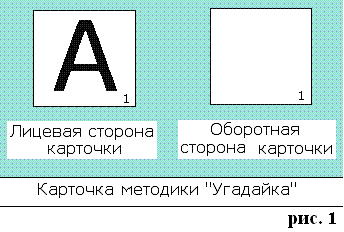 А
1
1
Лицевая сторона
карточки
Оборотная
сторона карточки
Карточка методики "Угадайка"
рис. 1